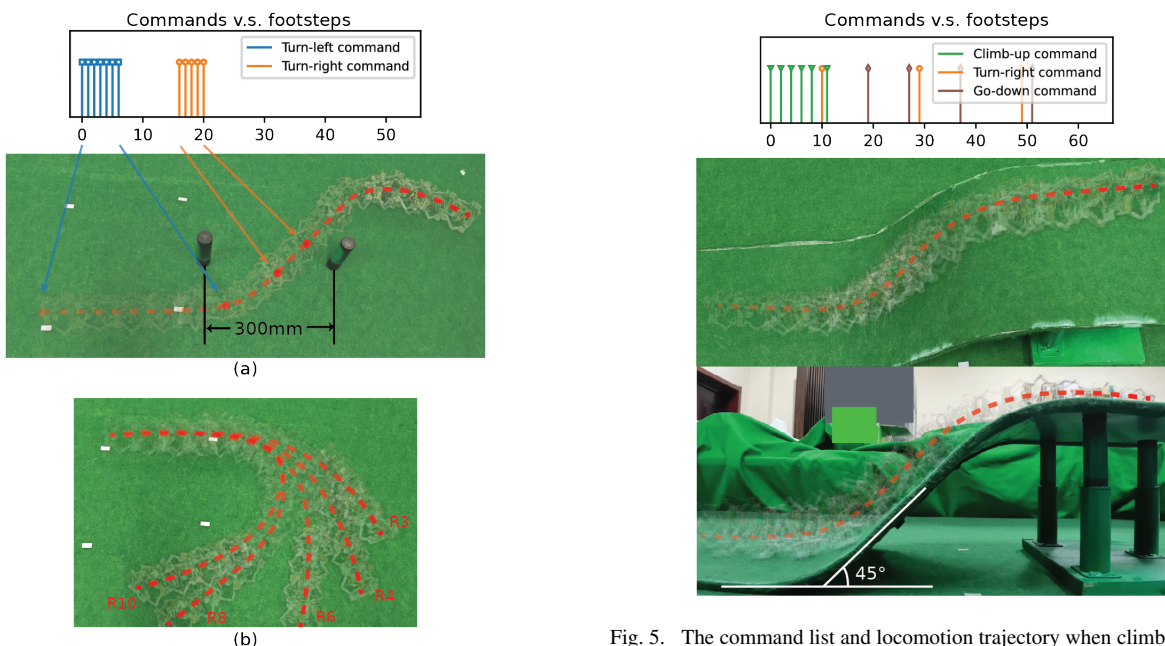 Commands v.s. footsteps
Turn-left command
Turn-right command
0 10 20 30 40 50
300mm
(a)
R3
R4
R6
R8
R10
(b)
Commands v.s. footsteps
Climb-up command
Turn-right command
Go-down command
0 10 20 30 40 50 60
45°
Fig. 5. The command list and locomotion trajectory when climb